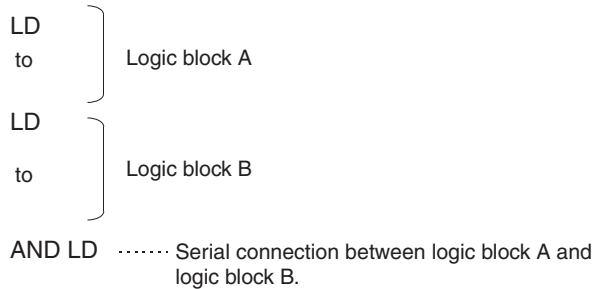 LD
to Logic block A
LD
to Logic block B
AND LD ········ Serial connection between logic block A and
logic block B.